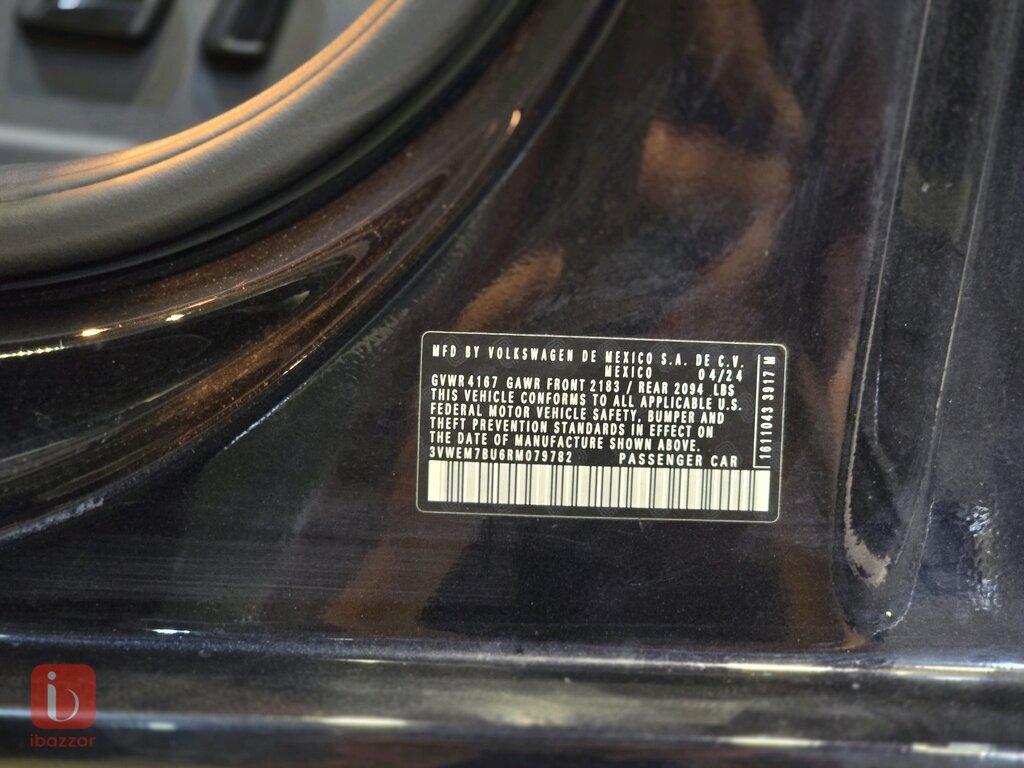 MFD BY VOLKSWAGEN DE MEXICO S.A. DE C.V.
MEXICO 04/24
GVWR 4167 GAWR FRONT 2183 / REAR 2094 LBS
THIS VEHICLE CONFORMS TO ALL APPLICABLE U.S.
FEDERAL MOTOR VEHICLE SAFETY, BUMPER AND
THEFT PREVENTION STANDARDS IN EFFECT ON
THE DATE OF MANUFACTURE SHOWN ABOVE.
3VWEM7BU6RM079782 PASSENGER CAR
1611043 3917 M
ibazzar